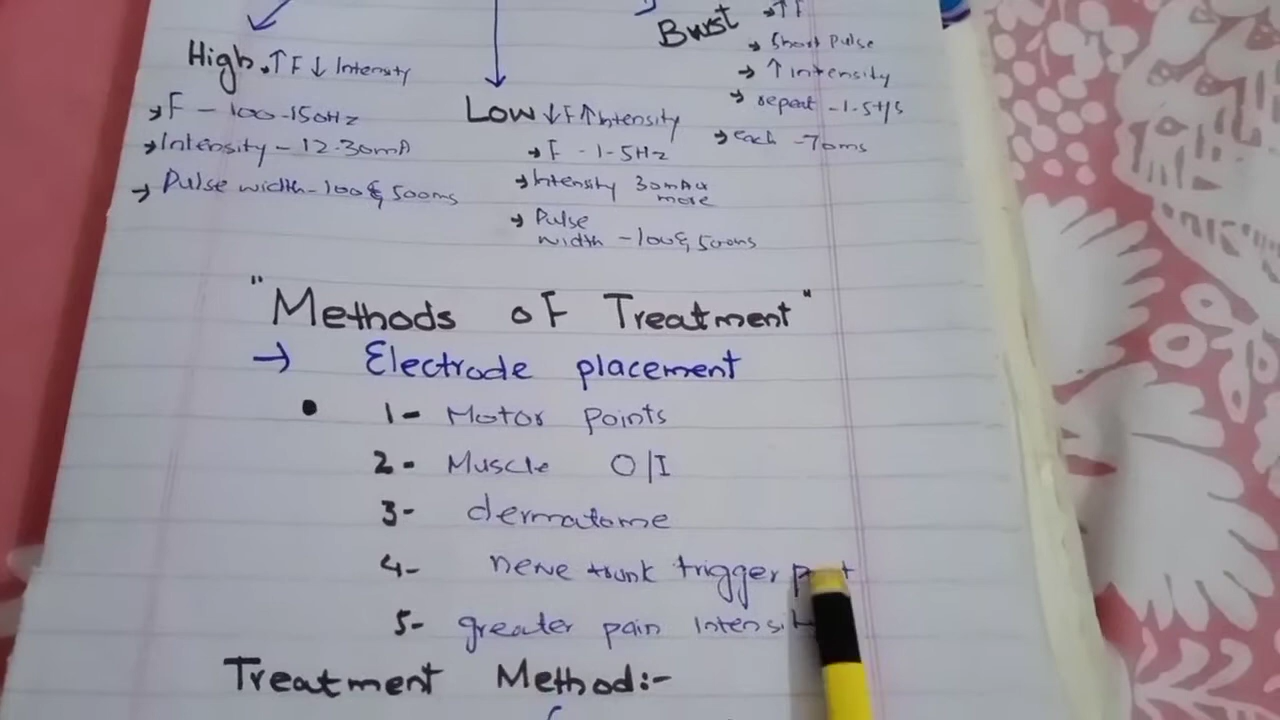 High ↑F↓ Intensity
→ F - 100-150Hz
→ Intensity - 12-30mA
→ Pulse width - 100 & 500ms
Low ↓F↑Intensity
→ F - 1-5Hz
→ Intensity 30mA or
more
→ Pulse
width - 100 & 500ms
Burst → ↑F
→ Short Pulse
→ ↑ intensity
→ repeat -1-5
→ each -70ms
"Methods of Treatment"
→ Electrode placement
• 1- Motor points
2- Muscle O/I
3- dermatome
4- nerve trunk trigger
5- greater pain
Treatment Method:-